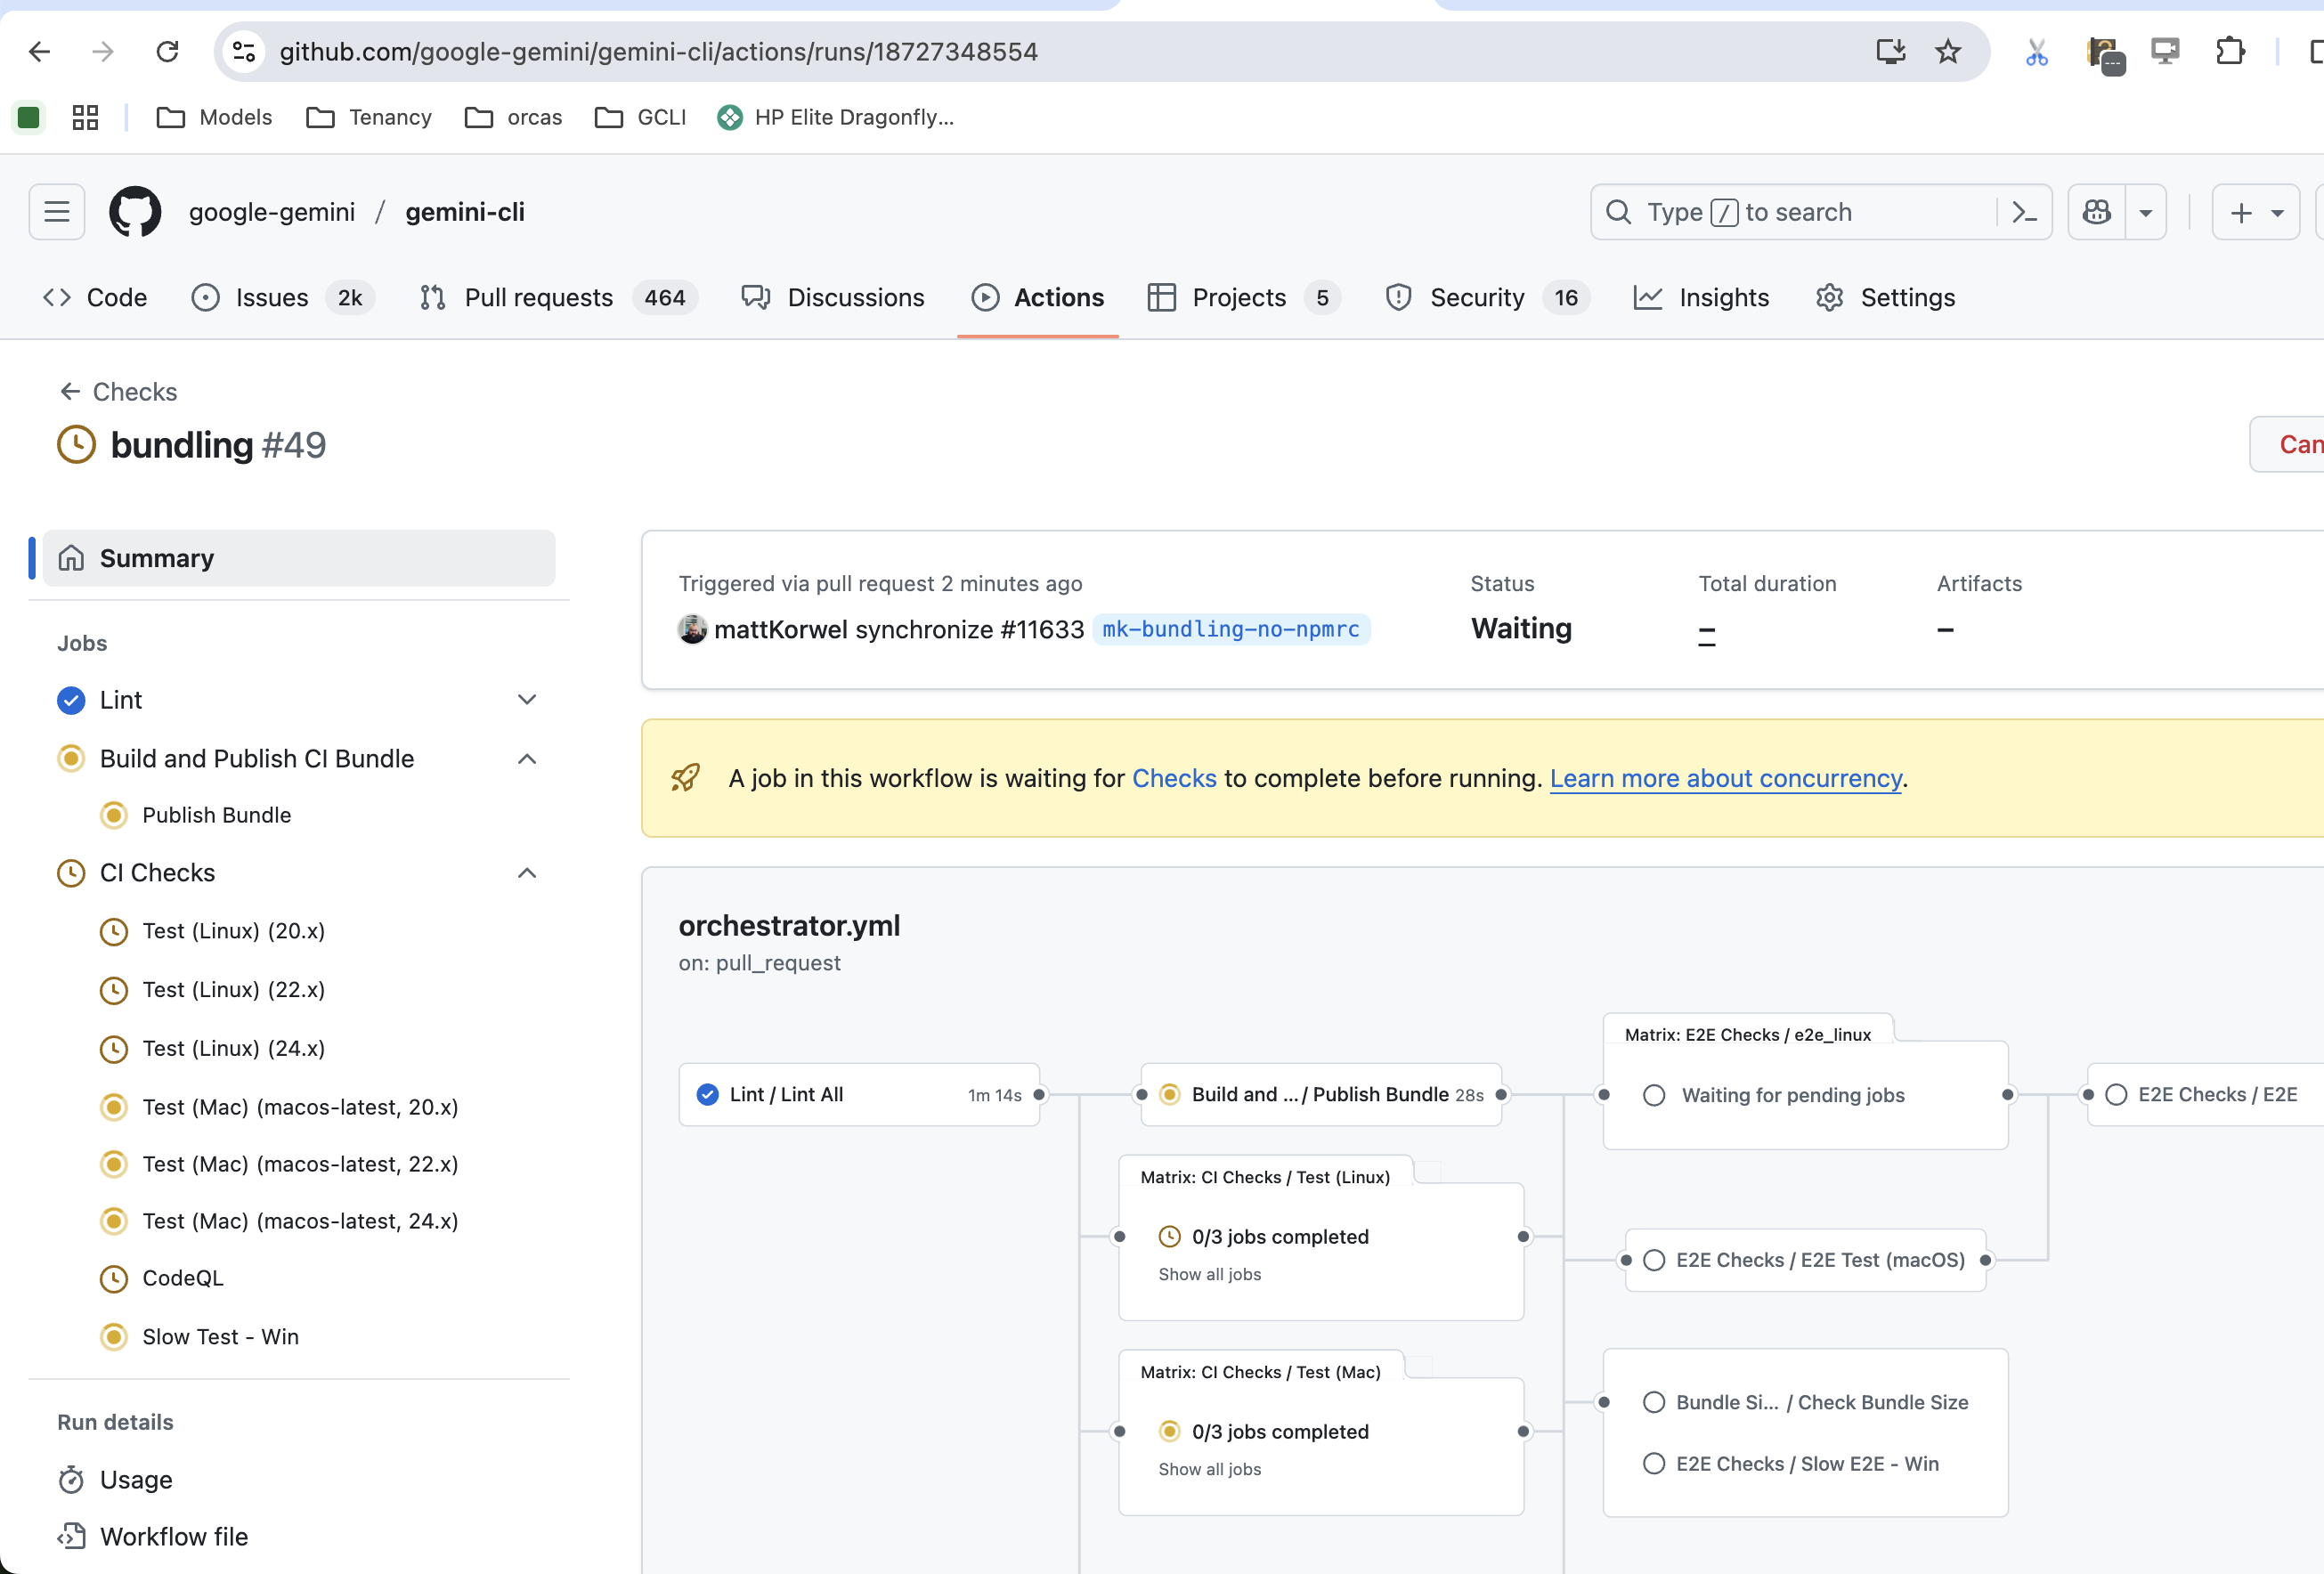 github.com/google-gemini/gemini-cli/actions/runs/18727348554
Models Tenancy orcas GCLI HP Elite Dragonfly...
google-gemini / gemini-cli
Type / to search
Code Issues 2k Pull requests 464 Discussions Actions Projects 5 Security 16 Insights Settings
Checks
bundling #49
Can
Summary
Jobs
Lint
Build and Publish CI Bundle
Publish Bundle
CI Checks
Test (Linux) (20.x)
Test (Linux) (22.x)
Test (Linux) (24.x)
Test (Mac) (macos-latest, 20.x)
Test (Mac) (macos-latest, 22.x)
Test (Mac) (macos-latest, 24.x)
CodeQL
Slow Test - Win
Run details
Usage
Workflow file
Triggered via pull request 2 minutes ago
mattKorwel synchronize #11633 mk-bundling-no-npmrc
Status
Waiting
Total duration
–
Artifacts
–
A job in this workflow is waiting for Checks to complete before running. Learn more about concurrency.
orchestrator.yml
on: pull_request
Lint / Lint All 1m 14s
Build and ... / Publish Bundle 28s
Matrix: CI Checks / Test (Linux)
0/3 jobs completed
Show all jobs
Matrix: CI Checks / Test (Mac)
0/3 jobs completed
Show all jobs
Matrix: E2E Checks / e2e_linux
Waiting for pending jobs
E2E Checks / E2E Test (macOS)
Bundle Si... / Check Bundle Size
E2E Checks / Slow E2E - Win
E2E Checks / E2E